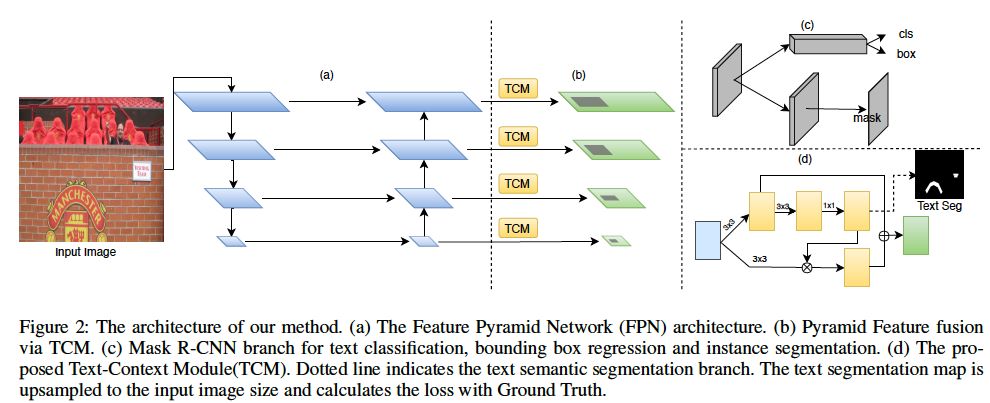 (a)
(b)
(c)
(d)
TCM
TCM
TCM
TCM
cls
box
mask
MANCHESTER
Input Image
3x3
3x3
1x1
3x3
Text Seg
Figure 2: The architecture of our method. (a) The Feature Pyramid Network (FPN) architecture. (b) Pyramid Feature fusion
via TCM. (c) Mask R-CNN branch for text classification, bounding box regression and instance segmentation. (d) The pro-
posed Text-Context Module(TCM). Dotted line indicates the text semantic segmentation branch. The text segmentation map is
upsampled to the input image size and calculates the loss with Ground Truth.